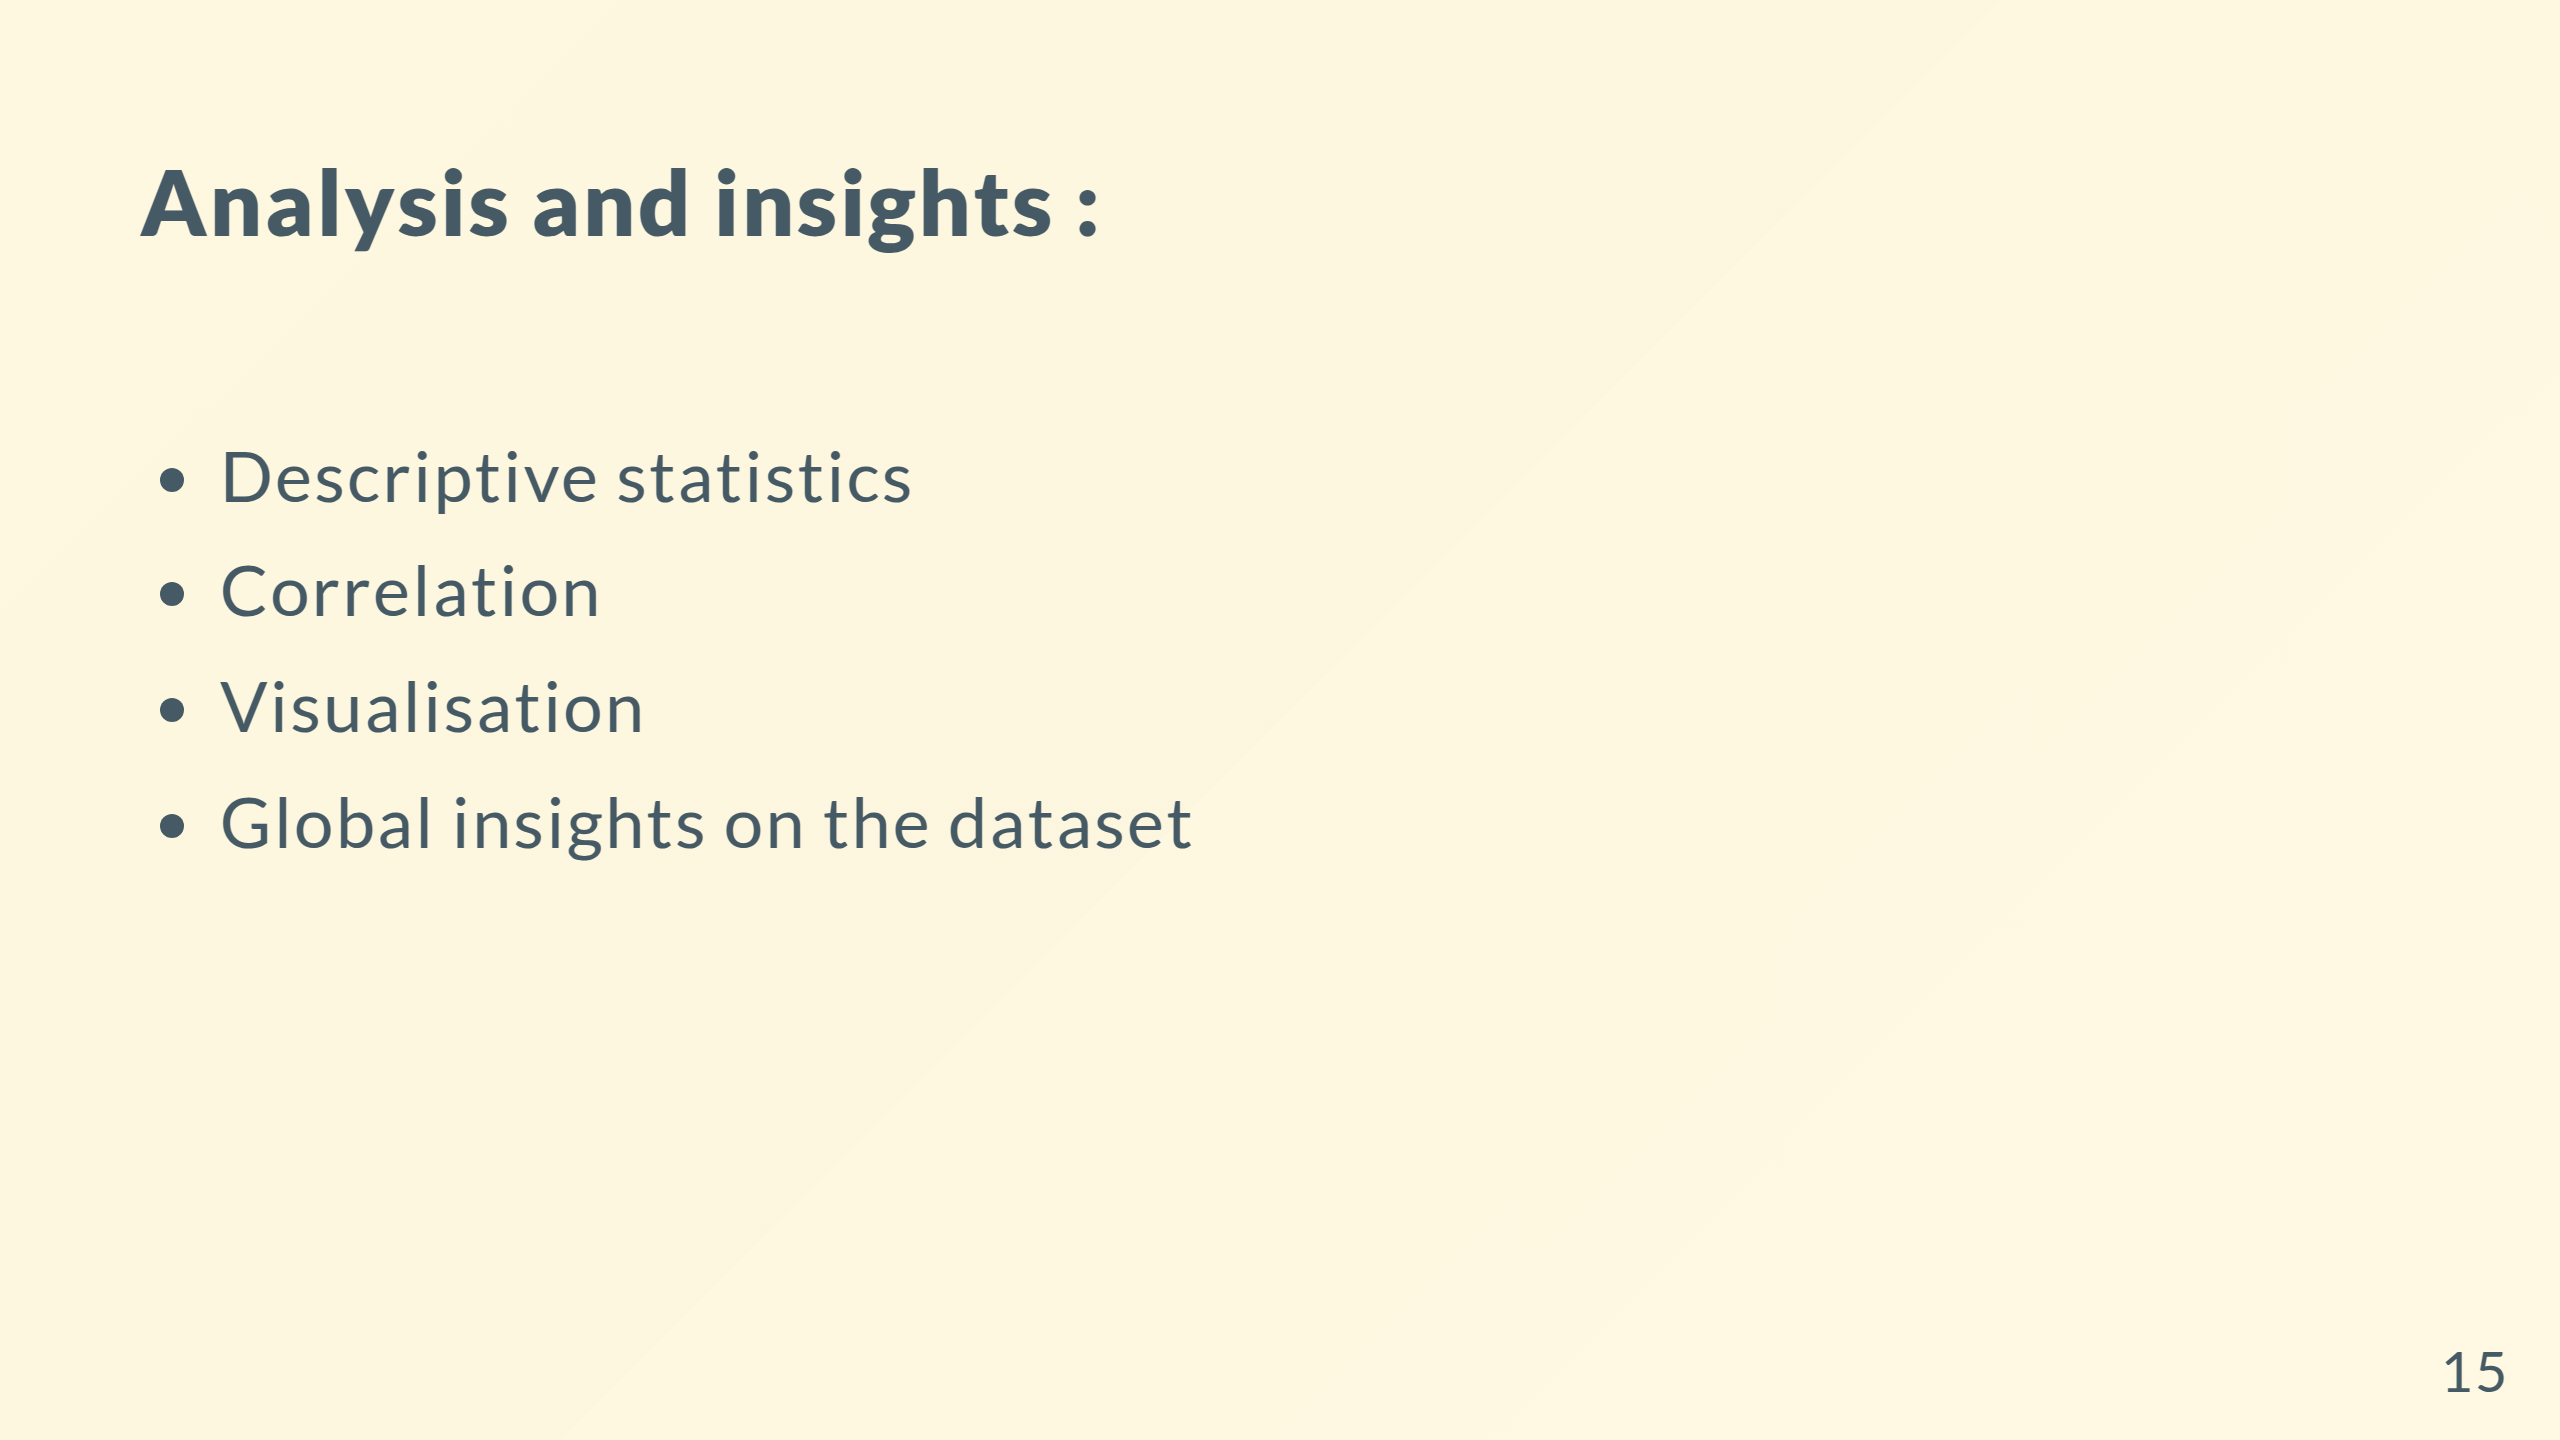 Analysis and insights :
• Descriptive statistics
• Correlation
• Visualisation
• Global insights on the dataset
15